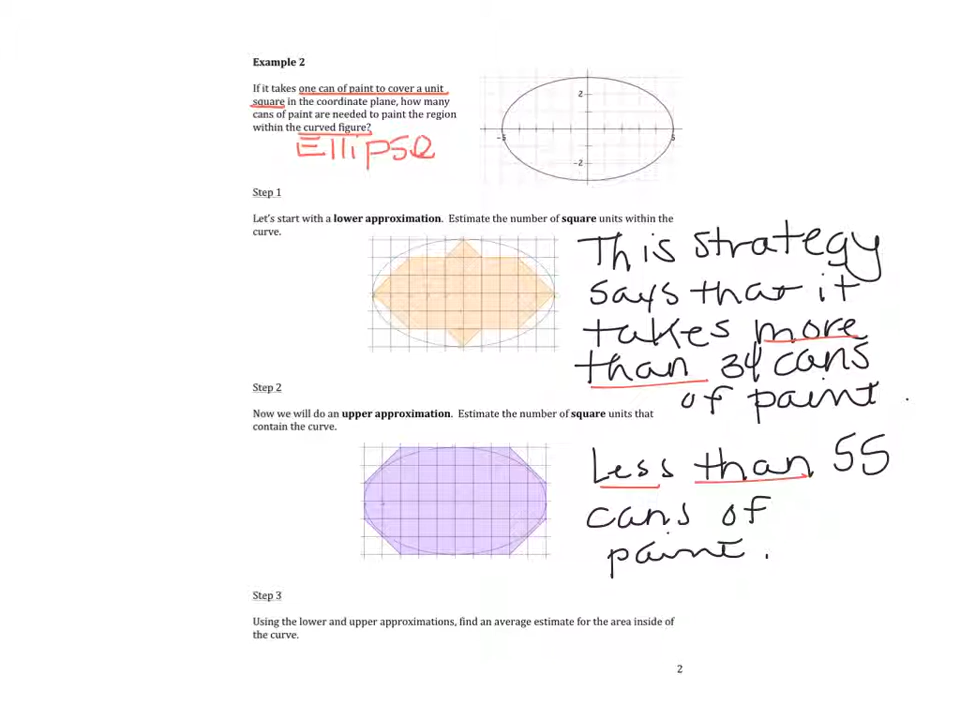 Example 2
If it takes one can of paint to cover a unit
square in the coordinate plane, how many
cans of paint are needed to paint the region
within the curved figure?
Ellipse
2
-5
5
-2
Step 1
Let's start with a lower approximation. Estimate the number of square units within the
curve.
This strategy
says that it
takes more
than 34 cans
of paint
Step 2
Now we will do an upper approximation. Estimate the number of square units that
contain the curve.
Less than 55
cans of
paint.
Step 3
Using the lower and upper approximations, find an average estimate for the area inside of
the curve.
2